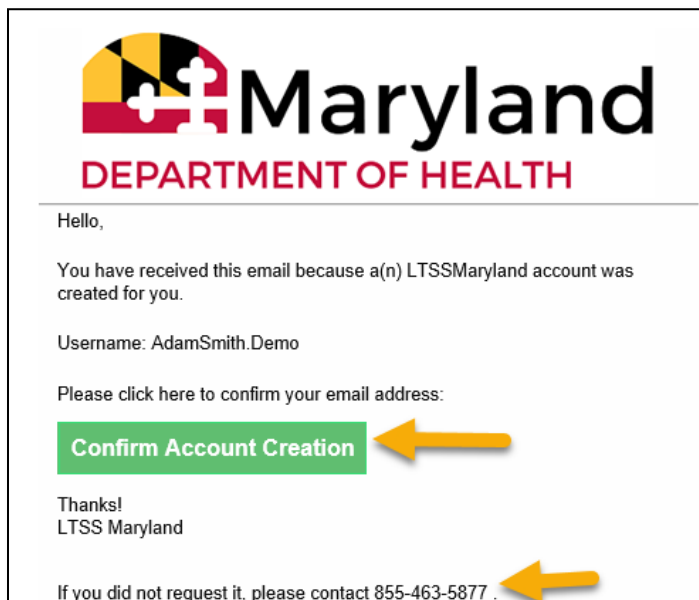 Maryland
DEPARTMENT OF HEALTH
Hello,
You have received this email because a(n) LTSSMaryland account was
created for you.
Username: AdamSmith.Demo
Please click here to confirm your email address:
Confirm Account Creation
Thanks!
LTSS Maryland
If you did not request it, please contact 855-463-5877 .